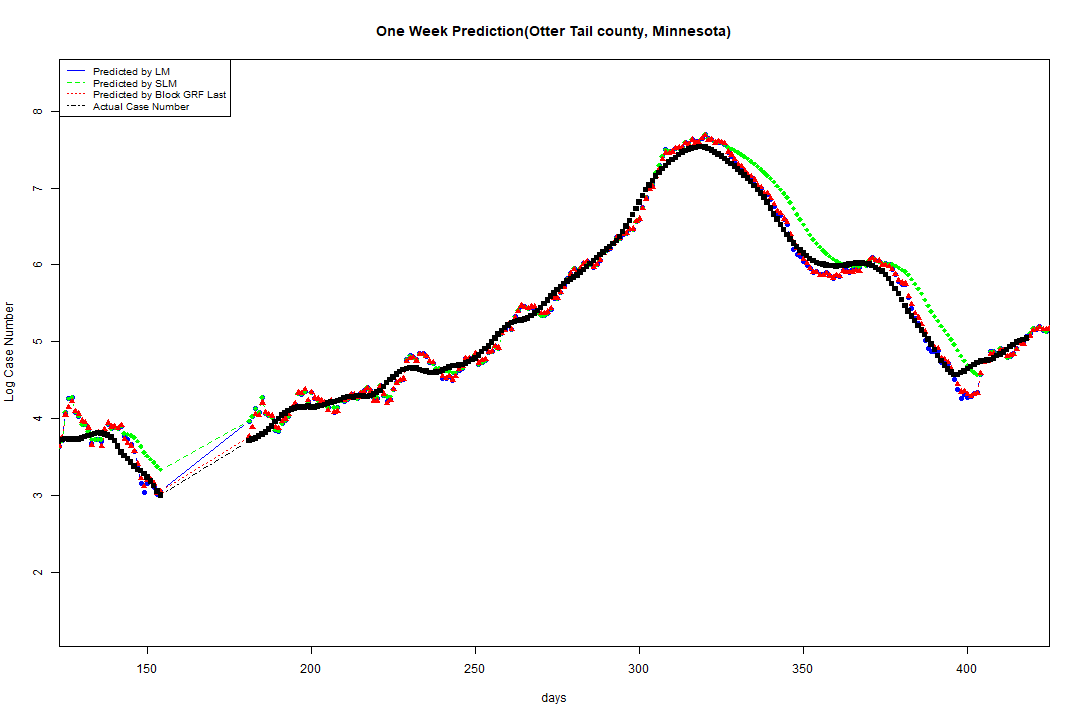 One Week Prediction(Otter Tail county, Minnesota)
Predicted by LM
Predicted by SLM
Predicted by Block GRF Last
Actual Case Number
8
7
6
5
4
3
2
Log Case Number
150 200 250 300 350 400
days